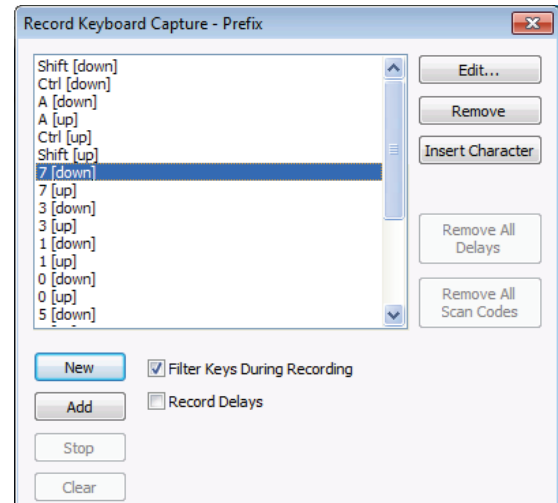 Record Keyboard Capture - Prefix
Shift [down]
Ctrl [down]
A [down]
A [up]
Ctrl [up]
Shift [up]
7 [down]
7 [up]
3 [down]
3 [up]
1 [down]
1 [up]
0 [down]
0 [up]
5 [down]
Edit...
Remove
Insert Character
Remove All
Delays
Remove All
Scan Codes
New
Filter Keys During Recording
Add
Record Delays
Stop
Clear